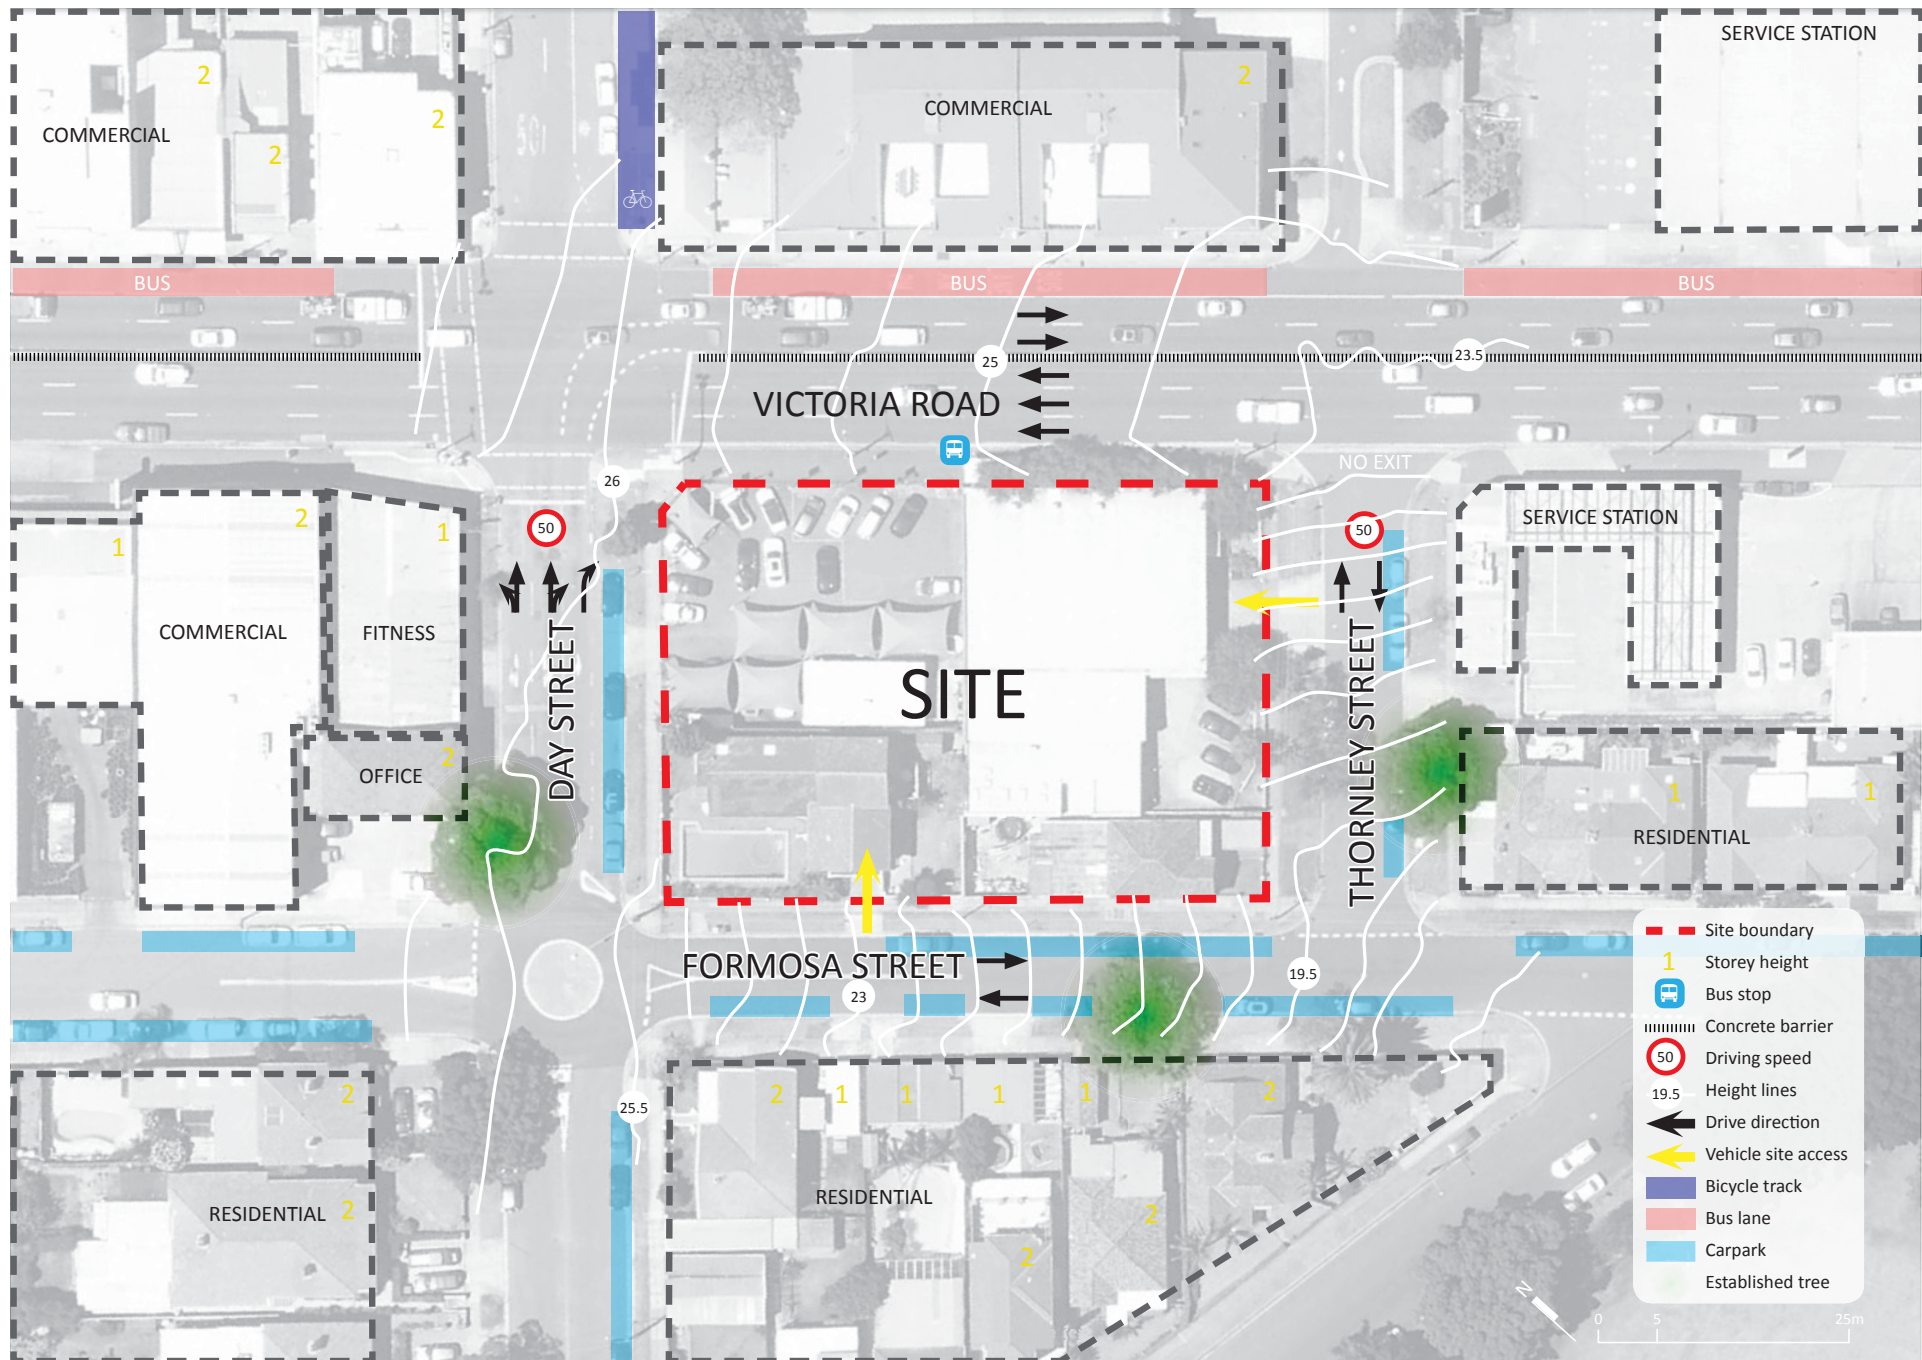 SERVICE STATION
2
2
2
2
COMMERCIAL
COMMERCIAL
BUS
BUS
BUS
25
23.5
VICTORIA ROAD
NO EXIT
26
50
50
2
1
1
SERVICE STATION
COMMERCIAL
FITNESS
SITE
DAY STREET
THORNLEY STREET
2
OFFICE
1
1
RESIDENTIAL
FORMOSA STREET
23
19.5
25.5
2
2
1
1
1
1
2
RESIDENTIAL
RESIDENTIAL
2
2
2
Site boundary
1 Storey height
Bus stop
Concrete barrier
50 Driving speed
19.5 Height lines
Drive direction
Vehicle site access
Bicycle track
Bus lane
Carpark
Established tree
N
0 5 25m